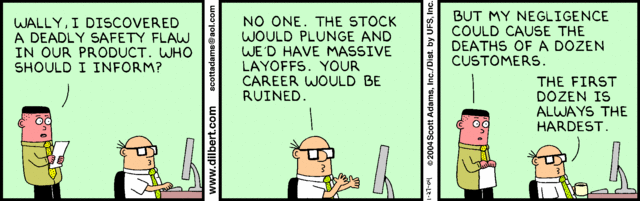 WALLY, I DISCOVERED
A DEADLY SAFETY FLAW
IN OUR PRODUCT. WHO
SHOULD I INFORM?
www.dilbert.com
scottadams@aol.com
NO ONE. THE STOCK
WOULD PLUNGE AND
WE'D HAVE MASSIVE
LAYOFFS. YOUR
CAREER WOULD BE
RUINED.
1-27-04
© 2004 Scott Adams, Inc./Dist. by UFS, Inc.
BUT MY NEGLIGENCE
COULD CAUSE THE
DEATHS OF A DOZEN
CUSTOMERS.
THE FIRST
DOZEN IS
ALWAYS THE
HARDEST.